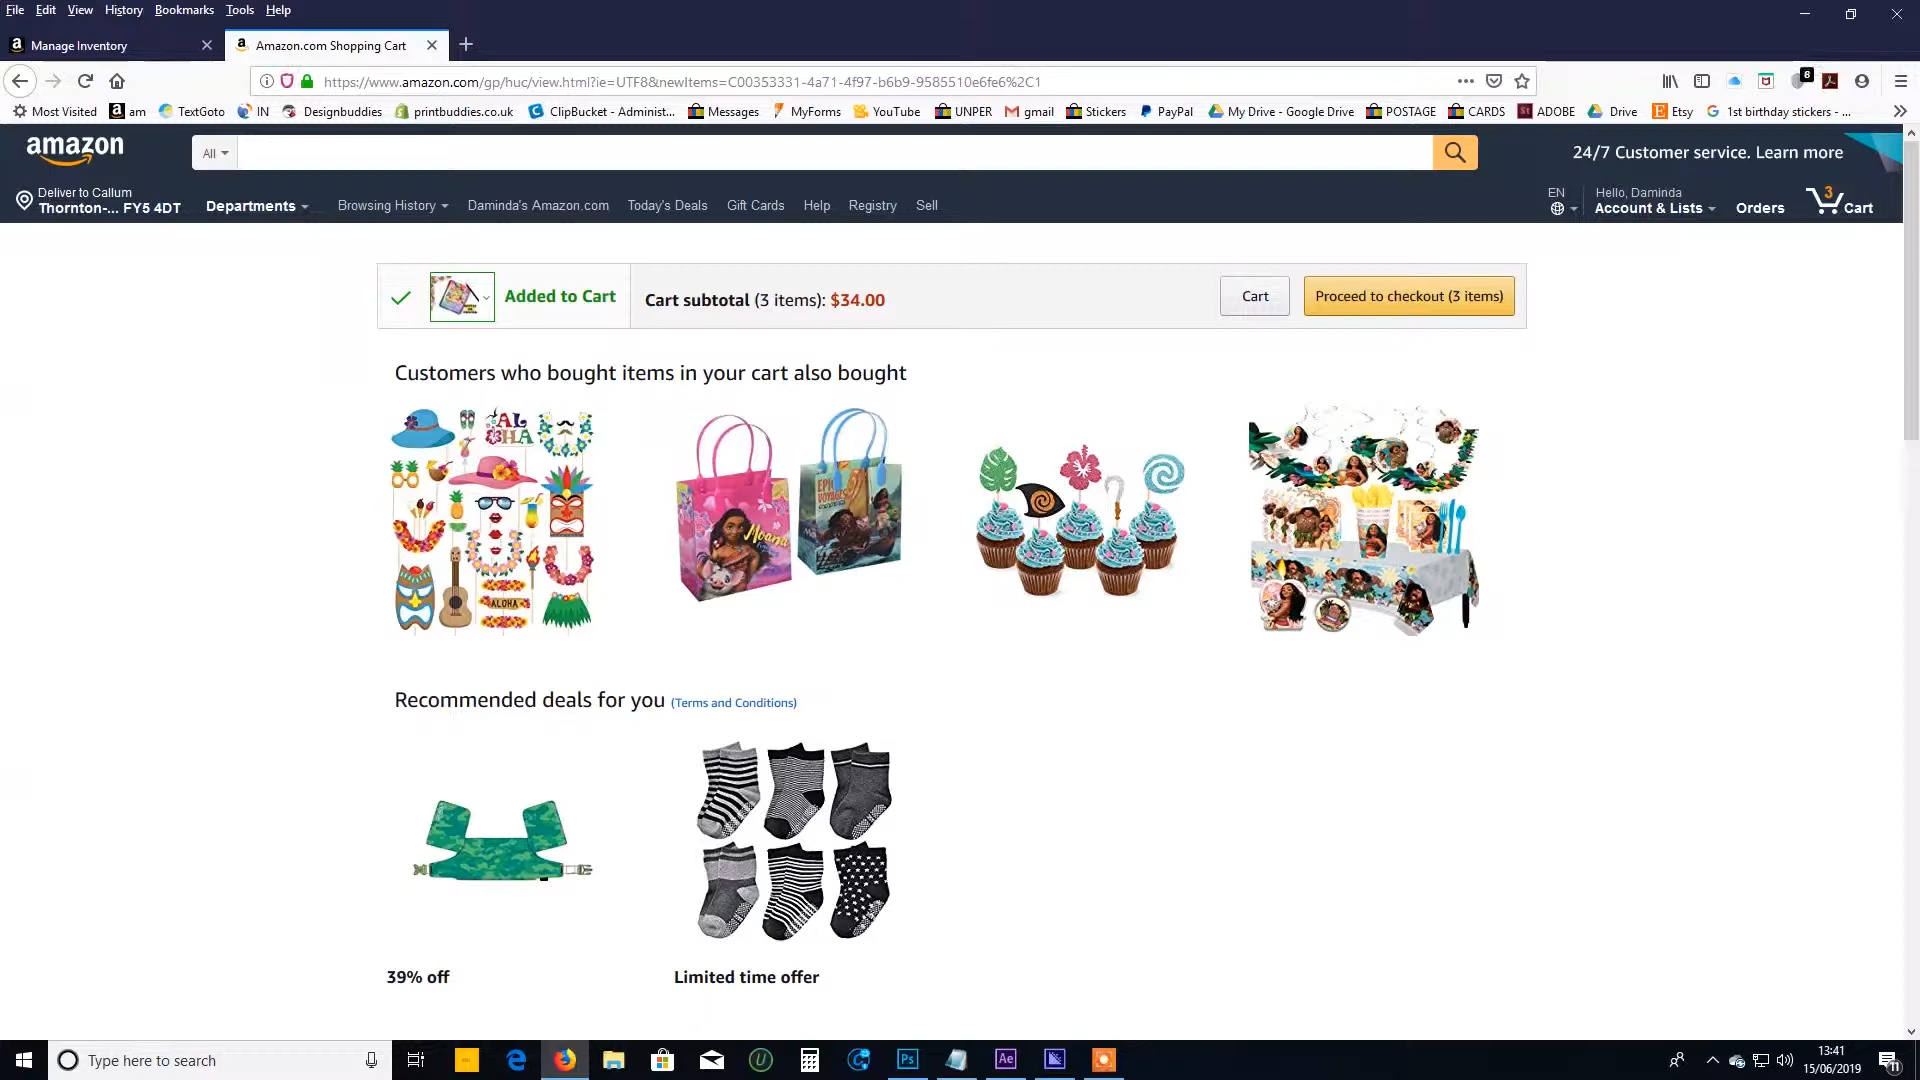 File Edit View History Bookmarks Tools Help
Manage Inventory
Amazon.com Shopping Cart
https://www.amazon.com/gp/huc/view.html?ie=UTF8&newItems=C00353331-4a71-4f97-b6b9-9585510e6fe6%2C1
6
Most Visited am TextGoto IN Designbuddies printbuddies.co.uk ClipBucket - Administ... Messages MyForms YouTube UNPER gmail Stickers PayPal My Drive - Google Drive POSTAGE CARDS ADOBE Drive Etsy 1st birthday stickers - ...
amazon
All
24/7 Customer service. Learn more
Deliver to Callum
Thornton-... FY5 4DT
Departments
Browsing History
Daminda's Amazon.com
Today's Deals
Gift Cards
Help
Registry
Sell
EN
Hello, Daminda
Account & Lists
Orders
3
Cart
Added to Cart
Cart subtotal (3 items): $34.00
Cart
Proceed to checkout (3 items)
Customers who bought items in your cart also bought
ALOHA
ALOHA
Moana
Recommended deals for you (Terms and Conditions)
39% off
Limited time offer
Type here to search
Ps
Ae
13:41
15/06/2019
11